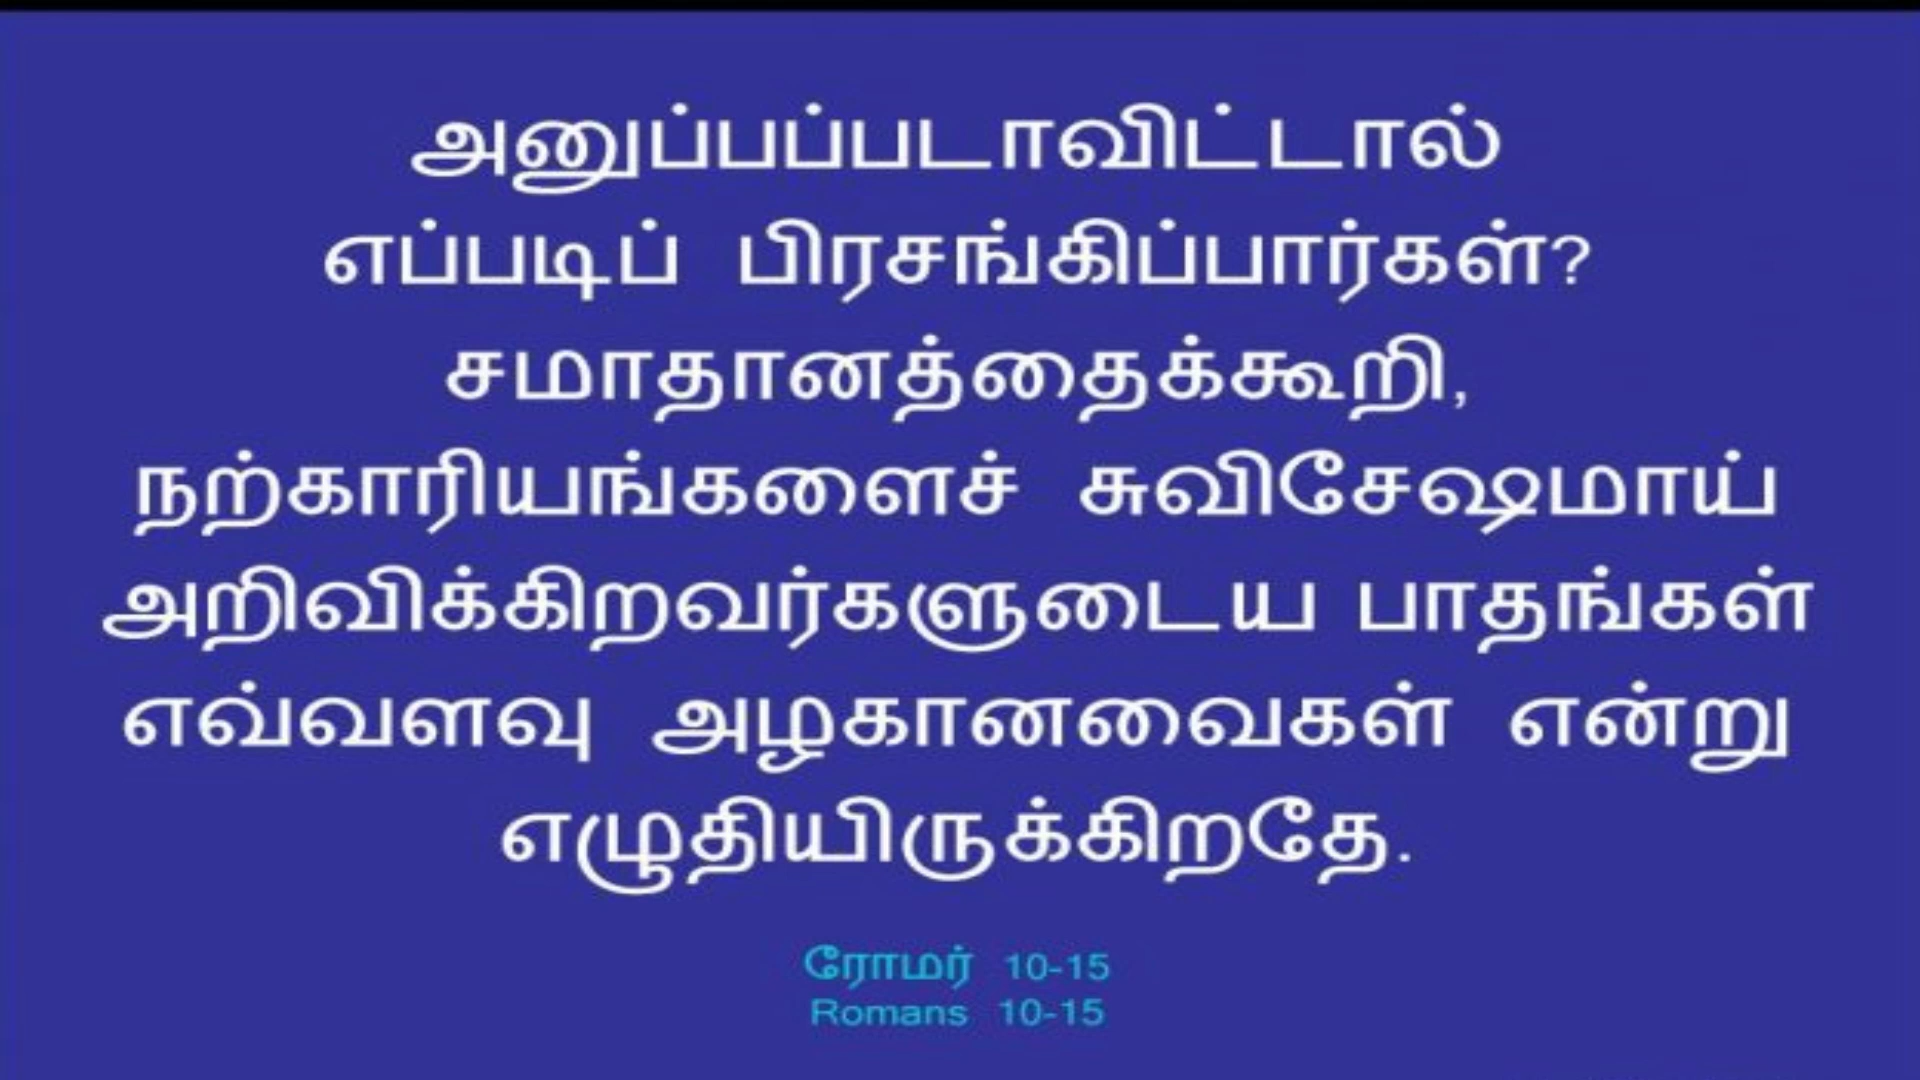 அனுப்பப்படாவிட்டால்
எப்படிப் பிரசங்கிப்பார்கள்?
சமாதானத்தைக்கூறி,
நற்காரியங்களைச் சுவிசேஷமாய்
அறிவிக்கிறவர்களுடைய பாதங்கள்
எவ்வளவு அழகானவைகள் என்று
எழுதியிருக்கிறதே.
ரோமர் 10-15
Romans 10-15